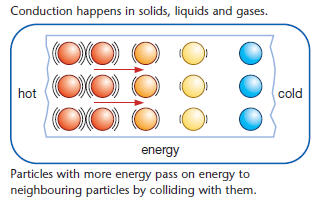 Conduction happens in solids, liquids and gases.
hot
cold
energy
Particles with more energy pass on energy to
neighbouring particles by colliding with them.